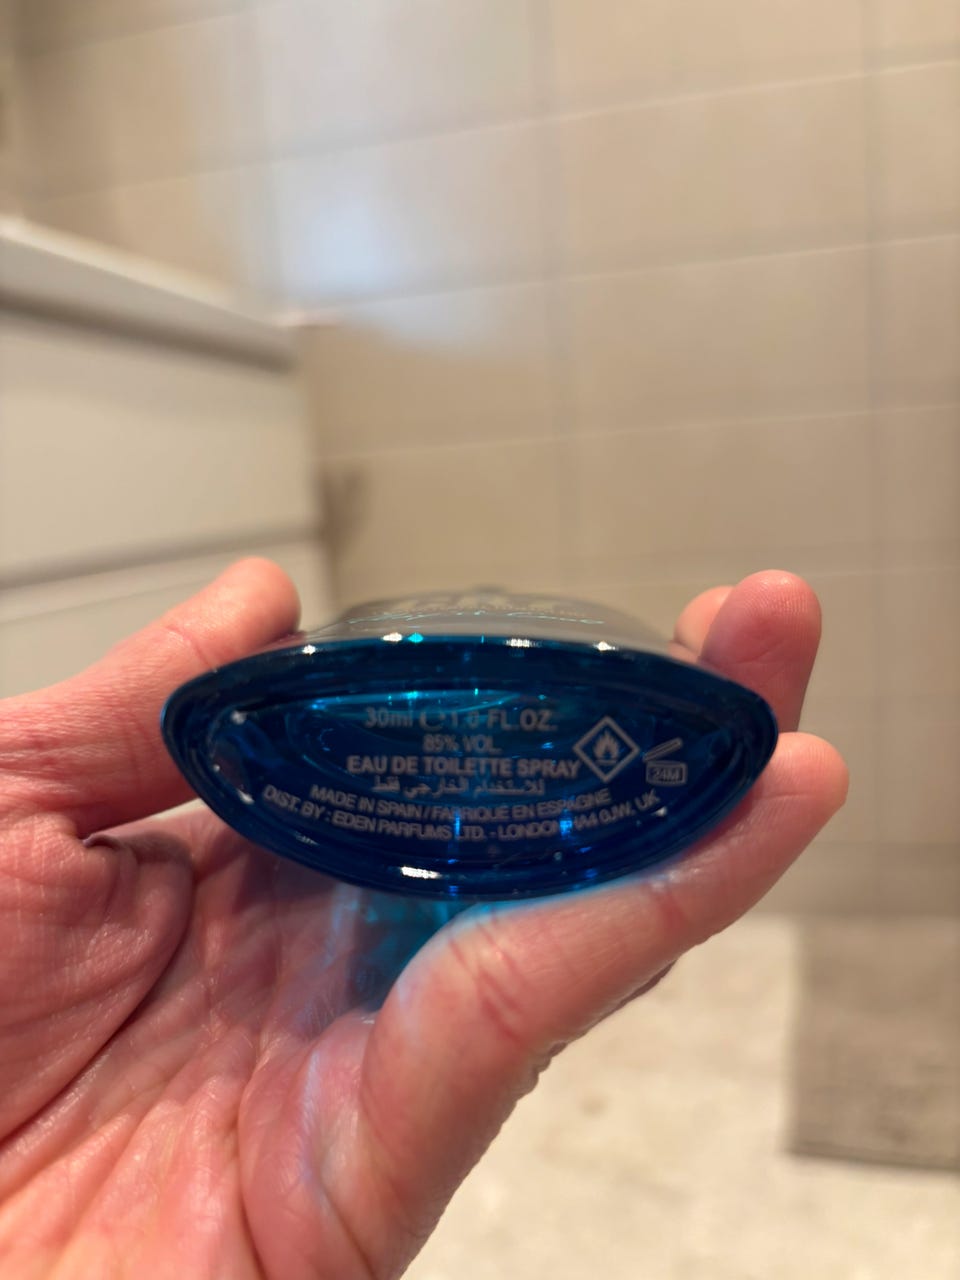 30ml ℮ 1.0 FL.OZ.
85% VOL.
EAU DE TOILETTE SPRAY
للاستخدام الخارجي فقط
24M
MADE IN SPAIN / FABRIQUÉ EN ESPAGNE
DIST. BY : EDEN PARFUMS LTD. - LONDON HA4 0JW, UK